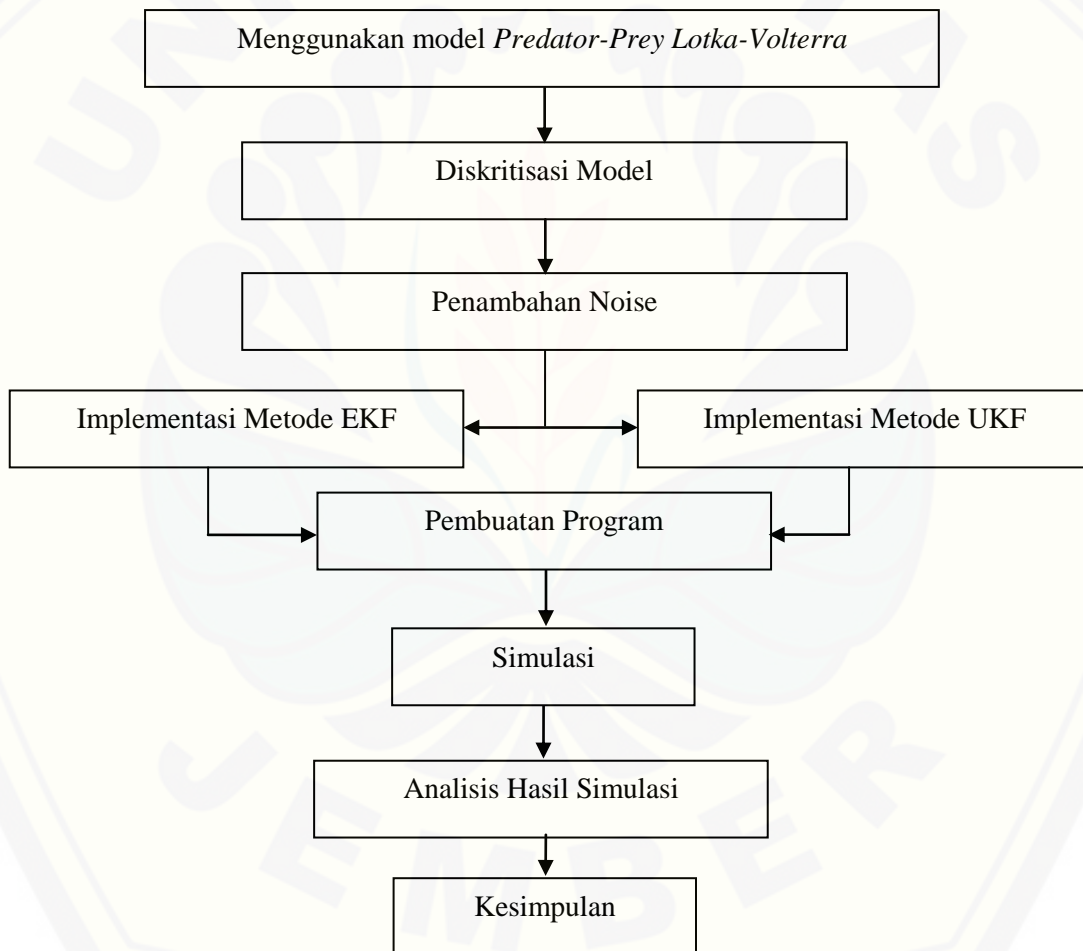 Menggunakan model Predator-Prey Lotka-Volterra
Diskritisasi Model
Penambahan Noise
Implementasi Metode EKF
Implementasi Metode UKF
Pembuatan Program
Simulasi
Analisis Hasil Simulasi
Kesimpulan
JEMBER